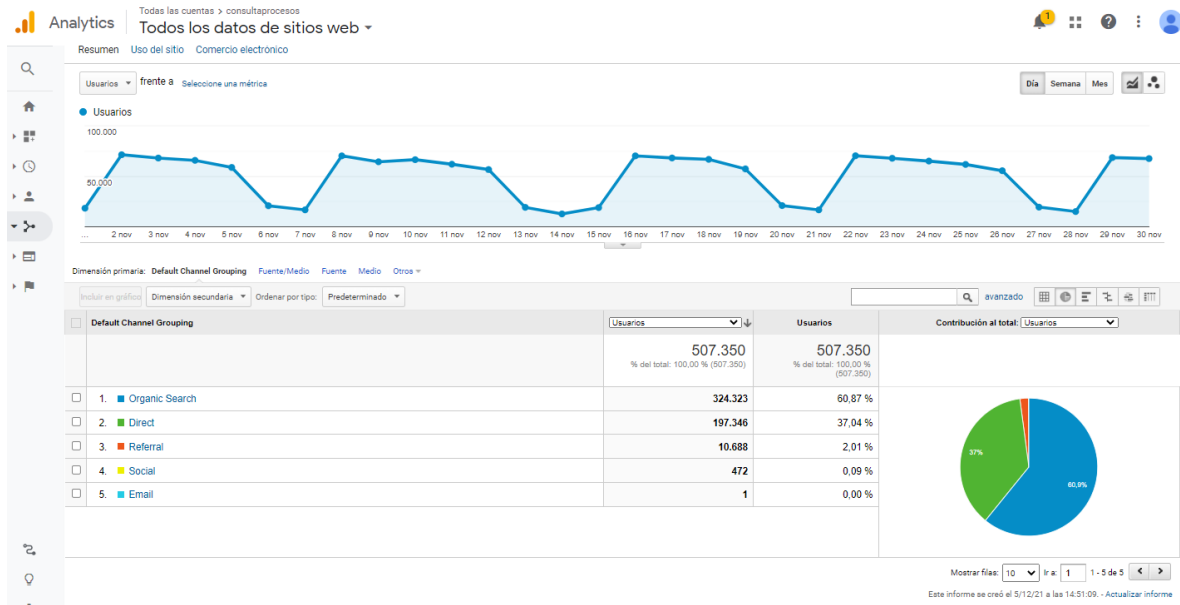 Todas las cuentas > consultaprocesos
Analytics
Todos los datos de sitios web
1
Resumen Uso del sitio Comercio electrónico
Usuarios frente a Seleccione una métrica
Día Semana Mes
Usuarios
100.000
50.000
... 2 nov 3 nov 4 nov 5 nov 6 nov 7 nov 8 nov 9 nov 10 nov 11 nov 12 nov 13 nov 14 nov 15 nov 16 nov 17 nov 18 nov 19 nov 20 nov 21 nov 22 nov 23 nov 24 nov 25 nov 26 nov 27 nov 28 nov 29 nov 30 nov
Dimensión primaria: Default Channel Grouping Fuente/Medio Fuente Medio Otros
Incluir en gráfico Dimensión secundaria Ordenar por tipo: Predeterminado avanzado
Default Channel Grouping Usuarios Usuarios Contribución al total: Usuarios
507.350 507.350
% del total: 100,00 % (507.350) % del total: 100,00 % (507.350)
1. Organic Search 324.323 60,87 %
2. Direct 197.346 37,04 %
3. Referral 10.688 2,01 %
4. Social 472 0,09 %
5. Email 1 0,00 %
37%
60,9%
Mostrar filas: 10 Ir a: 1 1 - 5 de 5
Este informe se creó el 5/12/21 a las 14:51:09. - Actualizar informe